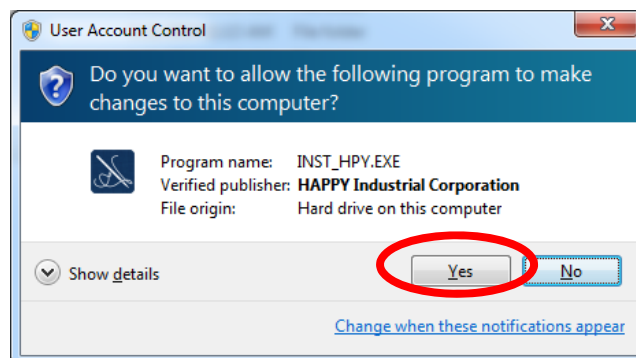 User Account Control
Do you want to allow the following program to make
changes to this computer?
Program name: INST_HPY.EXE
Verified publisher: HAPPY Industrial Corporation
File origin: Hard drive on this computer
Show details
Yes
No
Change when these notifications appear